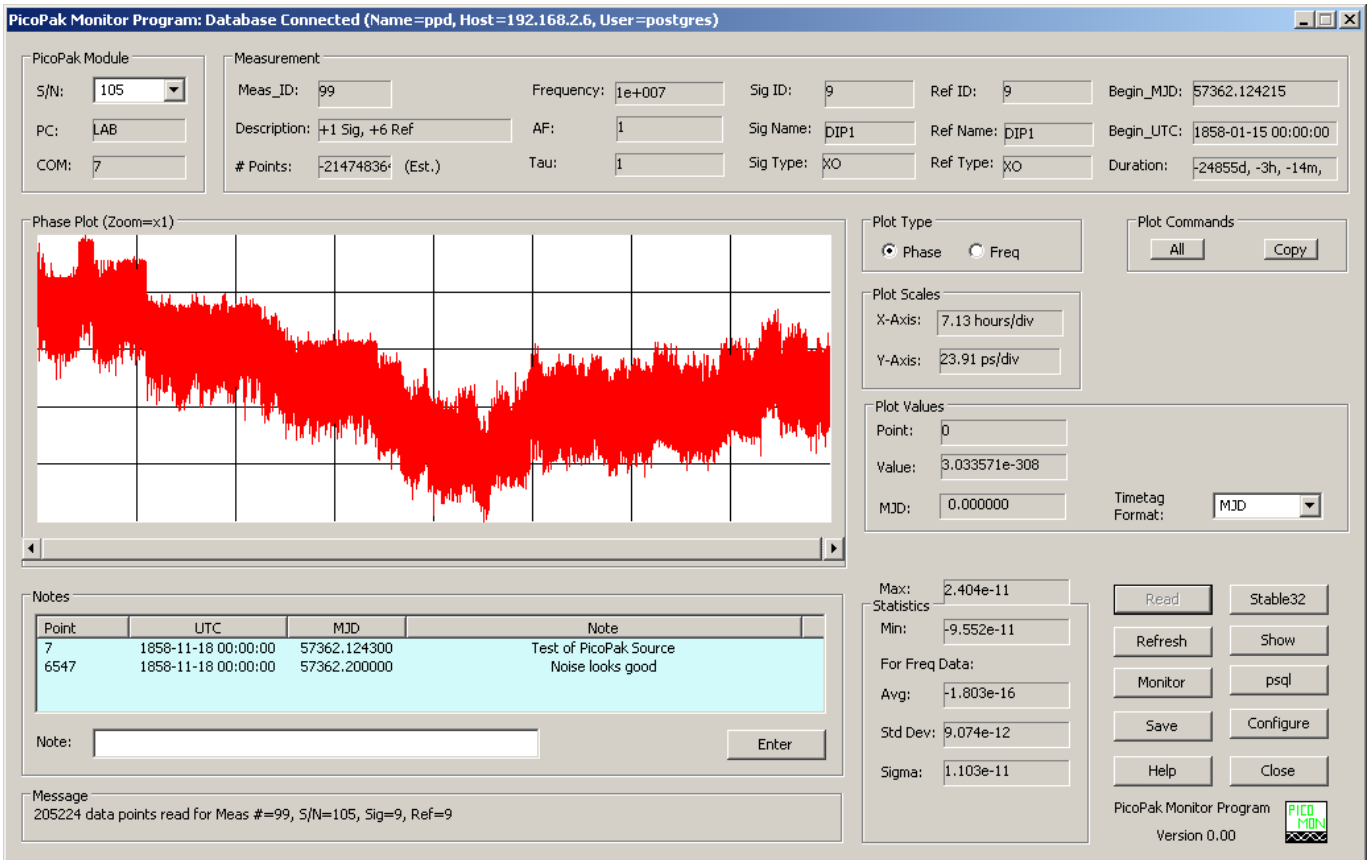 PicoPak Monitor Program: Database Connected (Name=ppd, Host=192.168.2.6, User=postgres)
PicoPak Module
S/N: 105
PC: LAB
COM: 7
Measurement
Meas_ID: 99
Description: +1 Sig, +6 Ref
# Points: -214748364 (Est.)
Frequency: 1e+007
AF: 1
Tau: 1
Sig ID: 9
Sig Name: DIP1
Sig Type: XO
Ref ID: 9
Ref Name: DIP1
Ref Type: XO
Begin_MJD: 57362.124215
Begin_UTC: 1858-01-15 00:00:00
Duration: -24855d, -3h, -14m,
Phase Plot (Zoom=x1)
Plot Type
Phase Freq
Plot Commands
All Copy
Plot Scales
X-Axis: 7.13 hours/div
Y-Axis: 23.91 ps/div
Plot Values
Point: 0
Value: 3.033571e-308
MJD: 0.000000
Timetag
Format: MJD
Notes
Point UTC MJD Note
7 1858-11-18 00:00:00 57362.124300 Test of PicoPak Source
6547 1858-11-18 00:00:00 57362.200000 Noise looks good
Note:
Enter
Message
205224 data points read for Meas #=99, S/N=105, Sig=9, Ref=9
Max: 2.404e-11
Statistics
Min: -9.552e-11
For Freq Data:
Avg: -1.803e-16
Std Dev: 9.074e-12
Sigma: 1.103e-11
Read Stable32
Refresh Show
Monitor psql
Save Configure
Help Close
PicoPak Monitor Program
Version 0.00
PICO
MON